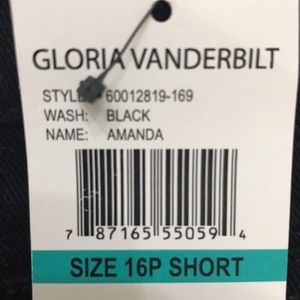 GLORIA VANDERBILT
STYLE: 60012819-169
WASH: BLACK
NAME: AMANDA
7 87165 55059 4
SIZE 16P SHORT